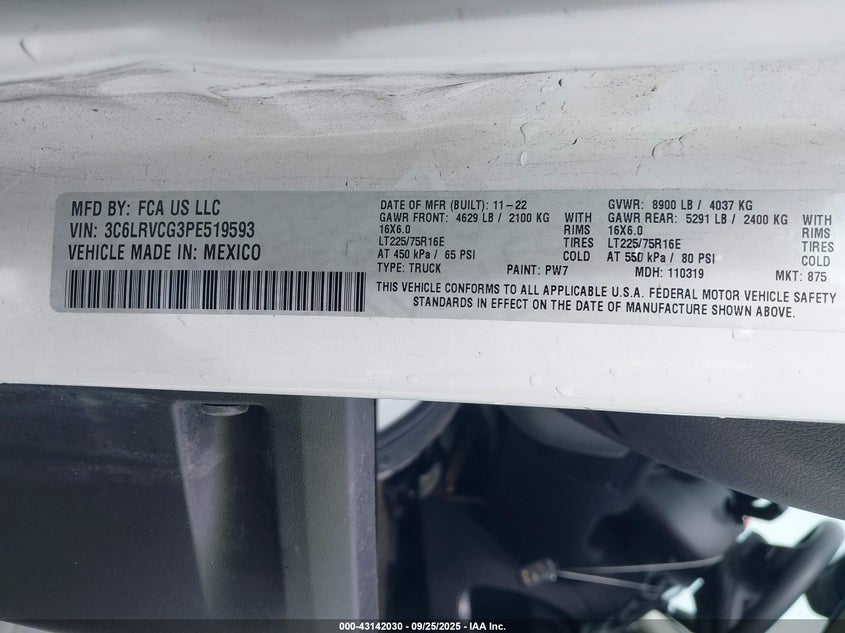 MFD BY: FCA US LLC
VIN: 3C6LRVCG3PE519593
VEHICLE MADE IN: MEXICO
DATE OF MFR (BUILT): 11-22
GAWR FRONT: 4629 LB / 2100 KG WITH
16X6.0 RIMS
LT225/75R16E TIRES
AT 450 kPa / 65 PSI COLD
TYPE: TRUCK PAINT: PW7
GVWR: 8900 LB / 4037 KG
GAWR REAR: 5291 LB / 2400 KG WITH
16X6.0 RIMS
LT225/75R16E TIRES
AT 550 kPa / 80 PSI COLD
MDH: 110319 MKT: 875
THIS VEHICLE CONFORMS TO ALL APPLICABLE U.S.A. FEDERAL MOTOR VEHICLE SAFETY
STANDARDS IN EFFECT ON THE DATE OF MANUFACTURE SHOWN ABOVE.
000-43142030 - 09/25/2025 - IAA Inc.